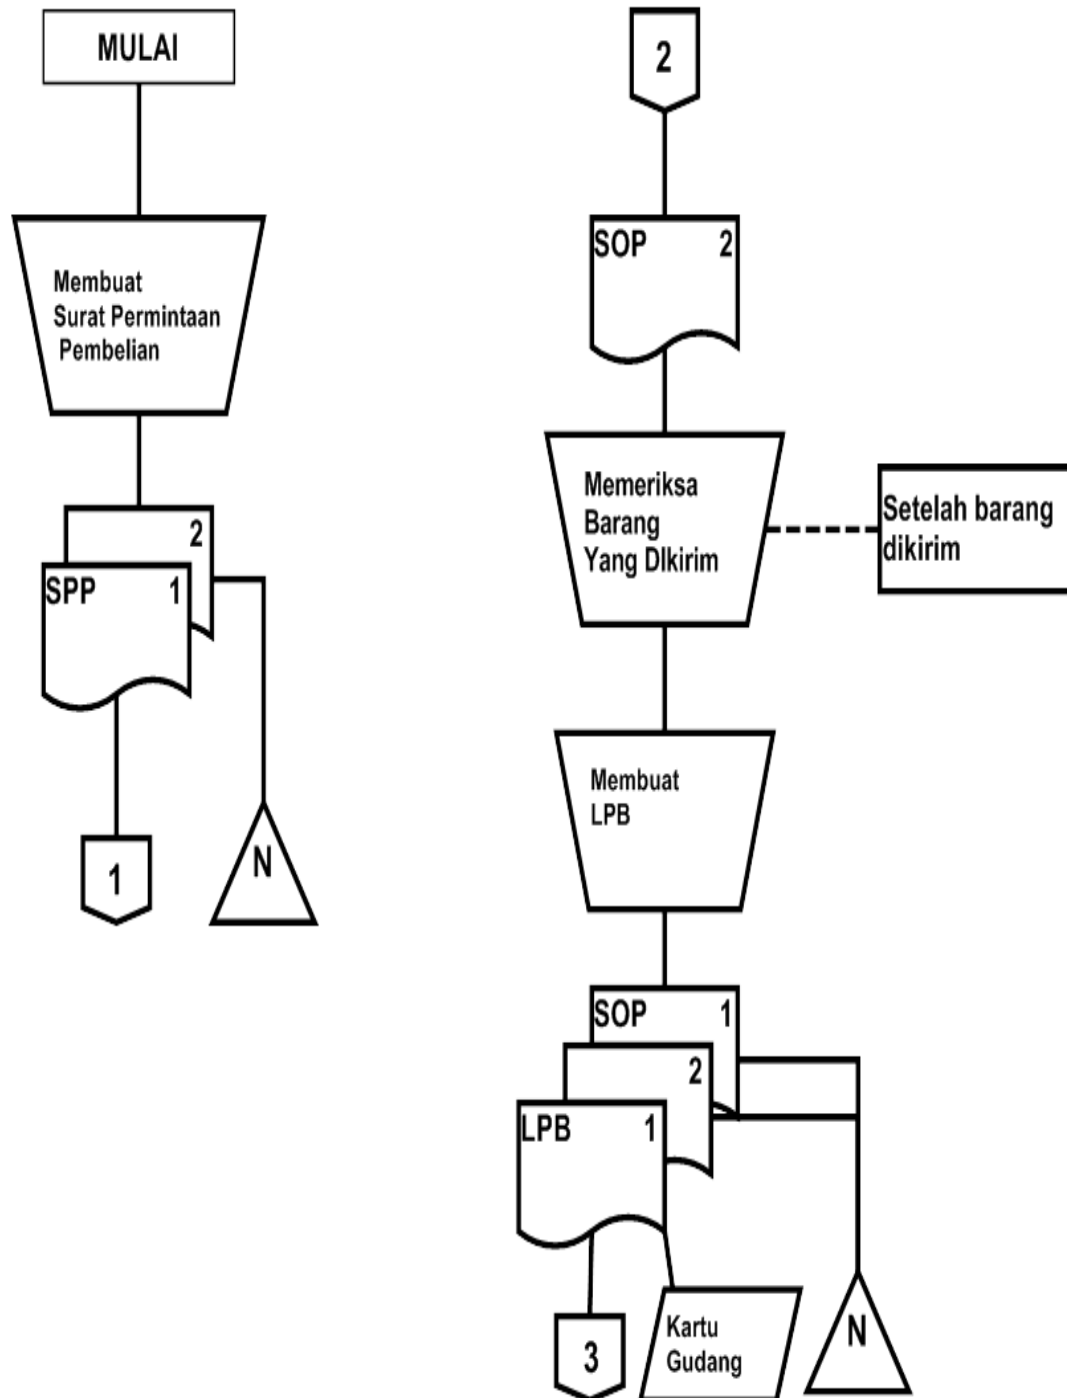 MULAI
Membuat
Surat Permintaan
Pembelian
2
SPP 1
1
N
2
SOP 2
Memeriksa
Barang
Yang DIkirim
Setelah barang
dikirim
Membuat
LPB
SOP 1
2
LPB 1
3
Kartu
Gudang
N